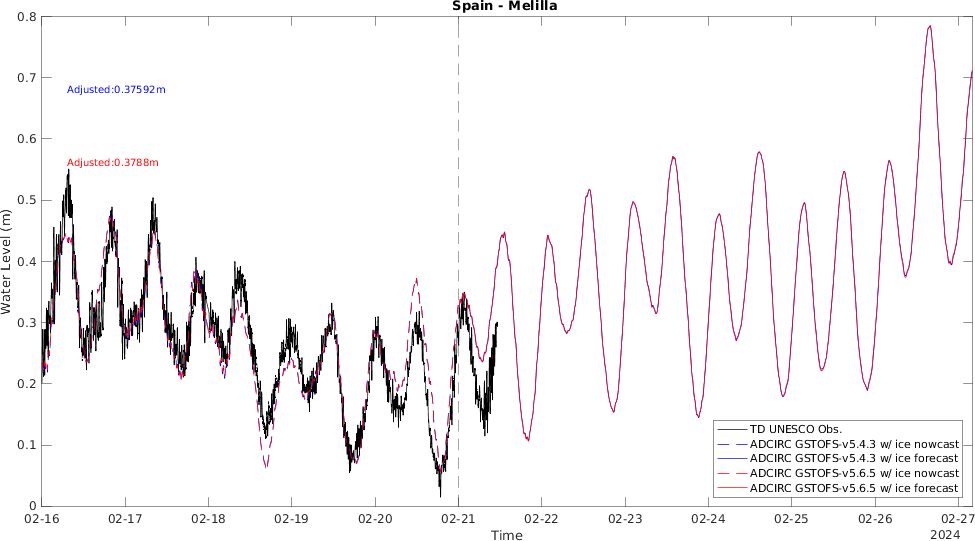 Spain - Melilla
0.8
0.7
0.6
0.5
0.4
0.3
0.2
0.1
0
Water Level (m)
Adjusted:0.37592m
Adjusted:0.3788m
TD UNESCO Obs.
ADCIRC GSTOFS-v5.4.3 w/ ice nowcast
ADCIRC GSTOFS-v5.4.3 w/ ice forecast
ADCIRC GSTOFS-v5.6.5 w/ ice nowcast
ADCIRC GSTOFS-v5.6.5 w/ ice forecast
02-16 02-17 02-18 02-19 02-20 02-21 02-22 02-23 02-24 02-25 02-26 02-27
Time
2024